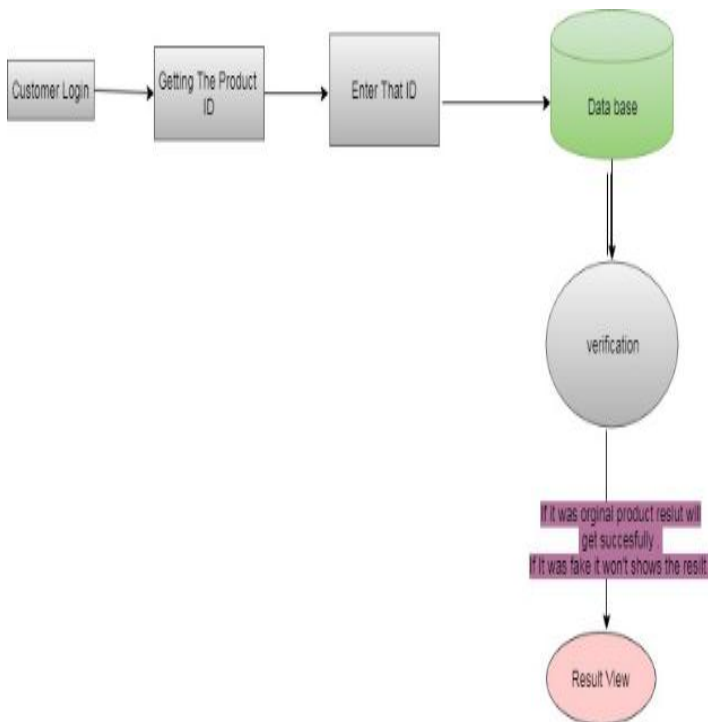 Customer Login
Getting The Product
ID
Enter That ID
Data base
verification
If it was orginal product reslut will
get succesfully .
If It was fake it won't shows the reslt
Result View